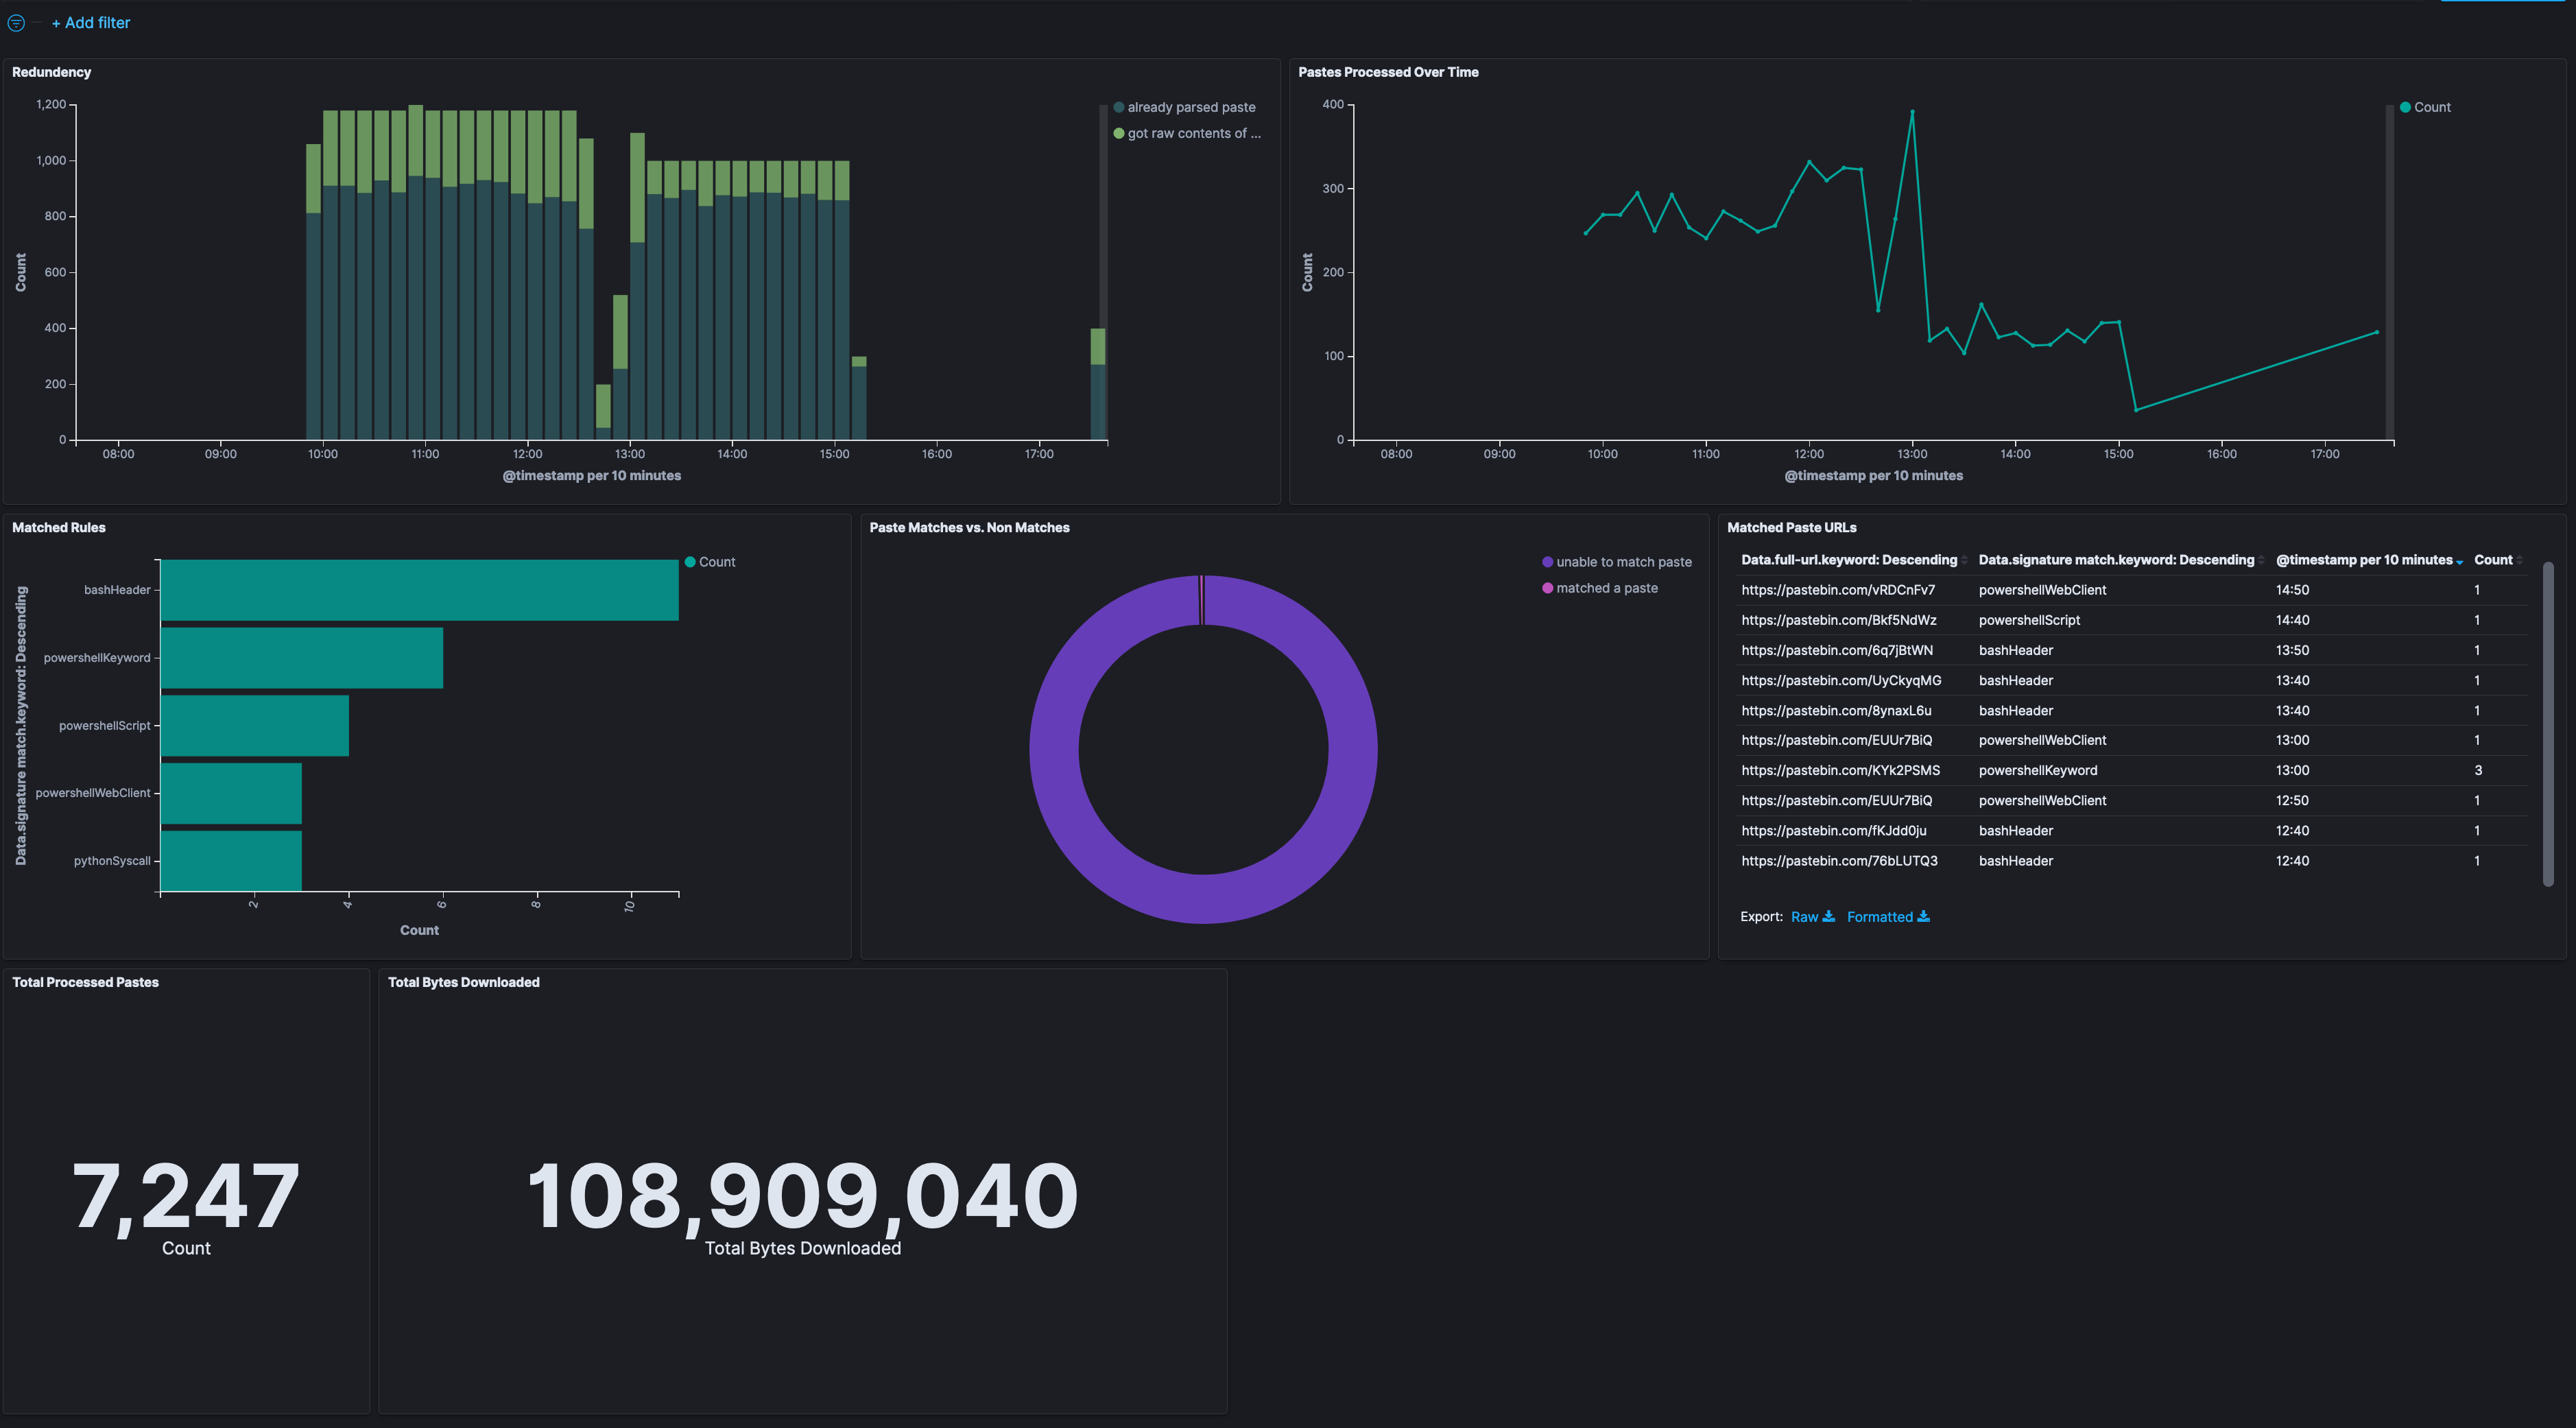 + Add filter
Redundency
1,200
1,000
800
600
400
200
0
Count
08:00 09:00 10:00 11:00 12:00 13:00 14:00 15:00 16:00 17:00
@timestamp per 10 minutes
already parsed paste
got raw contents of ...
Pastes Processed Over Time
400
300
200
100
0
Count
08:00 09:00 10:00 11:00 12:00 13:00 14:00 15:00 16:00 17:00
@timestamp per 10 minutes
Count
Matched Rules
Data.signature match.keyword: Descending
bashHeader
powershellKeyword
powershellScript
powershellWebClient
pythonSyscall
2 4 6 8 10
Count
Count
Paste Matches vs. Non Matches
unable to match paste
matched a paste
Matched Paste URLs
Data.full-url.keyword: Descending Data.signature match.keyword: Descending @timestamp per 10 minutes Count
https://pastebin.com/vRDCnFv7 powershellWebClient 14:50 1
https://pastebin.com/Bkf5NdWz powershellScript 14:40 1
https://pastebin.com/6q7jBtWN bashHeader 13:50 1
https://pastebin.com/UyCkyqMG bashHeader 13:40 1
https://pastebin.com/8ynaxL6u bashHeader 13:40 1
https://pastebin.com/EUUr7BiQ powershellWebClient 13:00 1
https://pastebin.com/KYk2PSMS powershellKeyword 13:00 3
https://pastebin.com/EUUr7BiQ powershellWebClient 12:50 1
https://pastebin.com/fKJdd0ju bashHeader 12:40 1
https://pastebin.com/76bLUTQ3 bashHeader 12:40 1
Export: Raw Formatted
Total Processed Pastes
7,247
Count
Total Bytes Downloaded
108,909,040
Total Bytes Downloaded